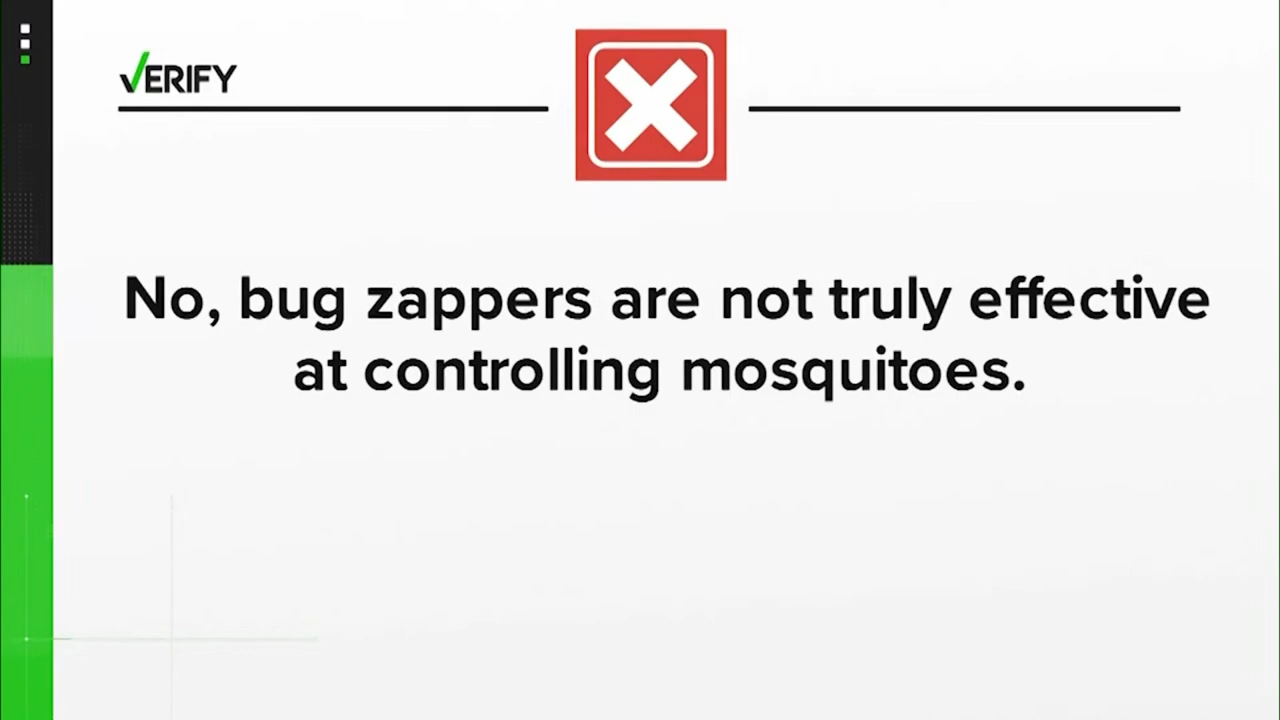 VERIFY
No, bug zappers are not truly effective
at controlling mosquitoes.